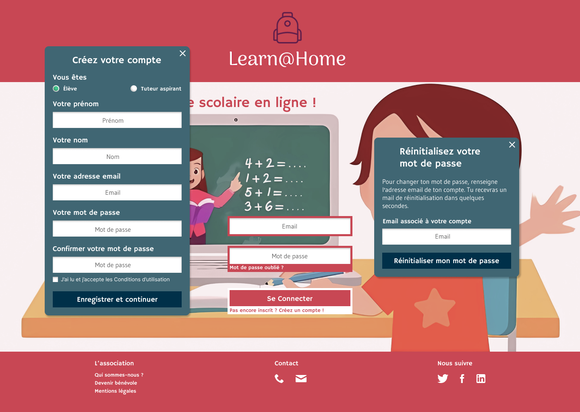 Learn@Home
e scolaire en ligne !
Créez votre compte
Vous êtes
Élève
Tuteur aspirant
Votre prénom
Prénom
Votre nom
Nom
Votre adresse email
Email
Votre mot de passe
Mot de passe
Confirmer votre mot de passe
Mot de passe
J'ai lu et j'accepte les Conditions d'utilisation
Enregistrer et continuer
4 + 2 = ....
1 + 2 = ....
5 + 1 = ....
3 + 6 = ....
Email
Mot de passe
Mot de passe oublié ?
Se Connecter
Pas encore inscrit ? Créez un compte !
Réinitialisez votre
mot de passe
Pour changer ton mot de passe, renseigne
l'adresse email de ton compte. Tu recevras un
mail de réinitialisation dans quelques
secondes.
Email associé à votre compte
Email
Réinitialiser mon mot de passe
L'association
Qui sommes-nous ?
Devenir bénévole
Mentions légales
Contact
Nous suivre